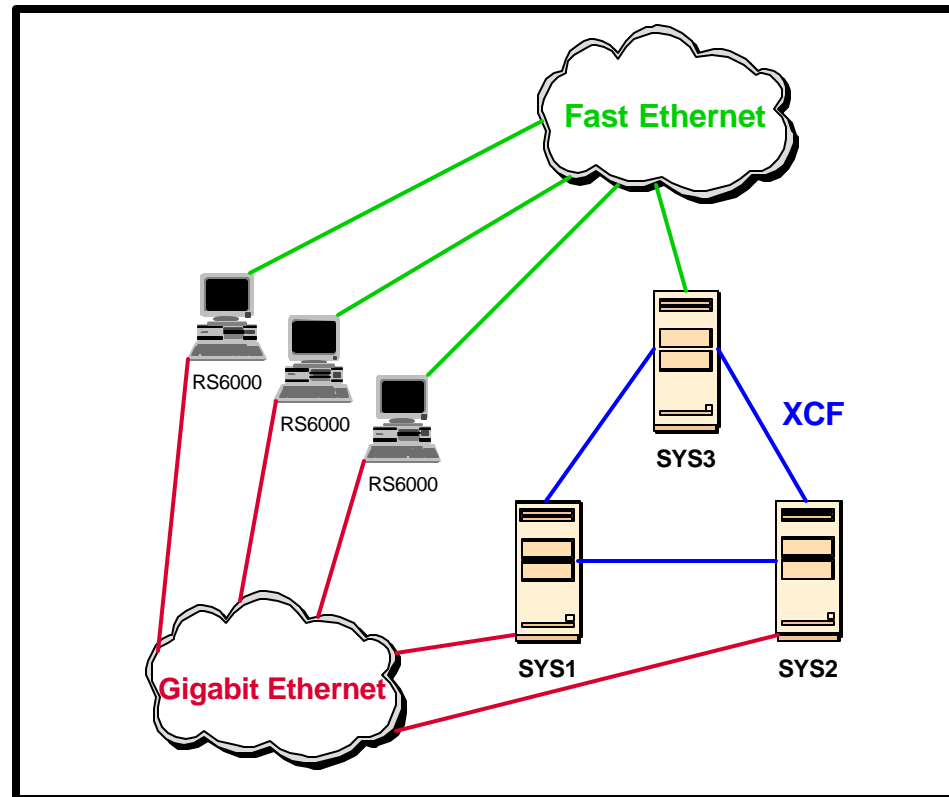 Fast Ethernet
RS6000
RS6000
XCF
SYS3
RS6000
SYS1
SYS2
Gigabit Ethernet